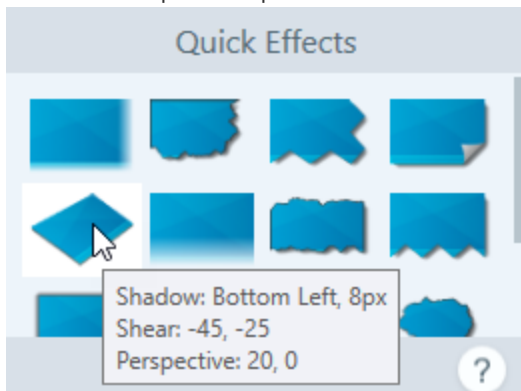 Quick Effects
Shadow: Bottom Left, 8px
Shear: -45, -25
Perspective: 20, 0
?